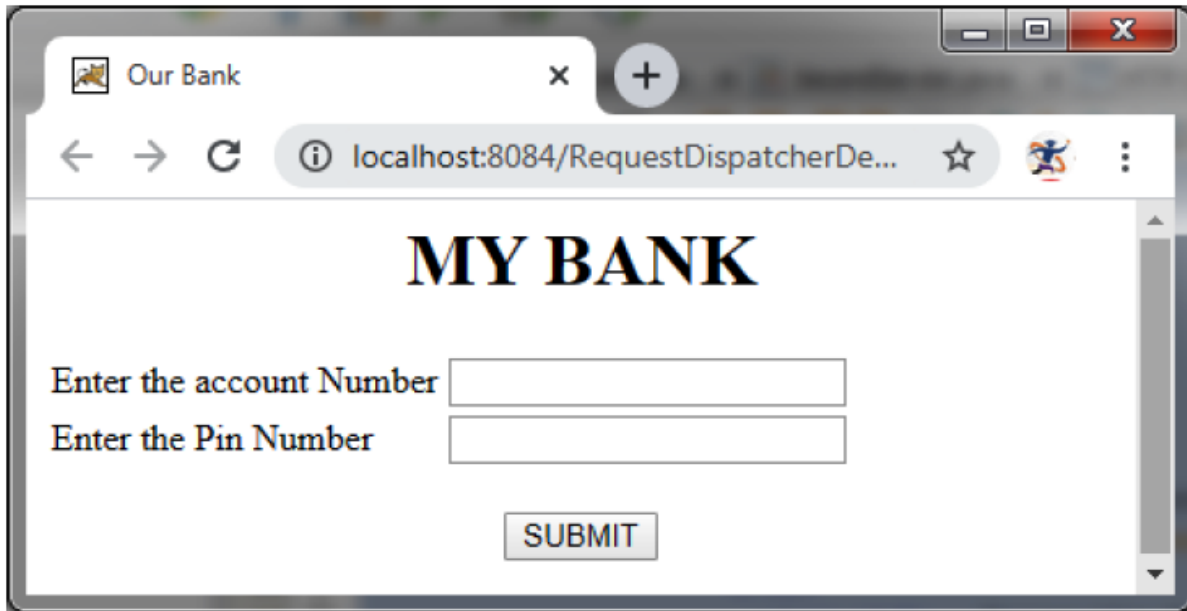 Our Bank
localhost:8084/RequestDispatcherDe...
MY BANK
Enter the account Number
Enter the Pin Number
SUBMIT